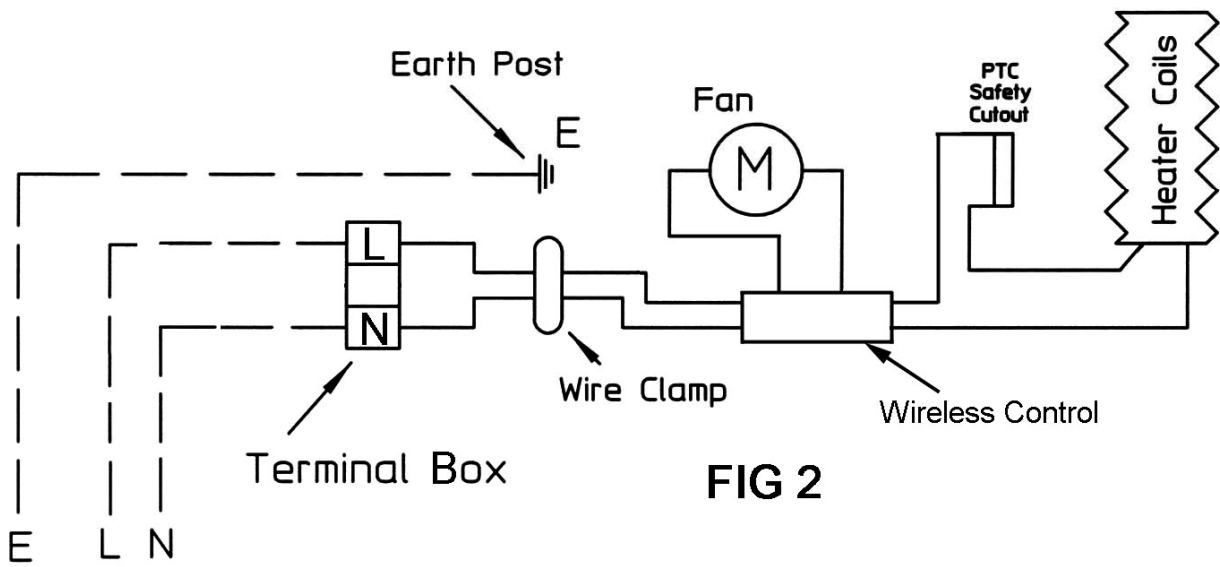 Earth Post
E
Fan
M
PTC
Safety
Cutout
Heater Coils
L
N
Wire Clamp
Wireless Control
Terminal Box
FIG 2
E L N